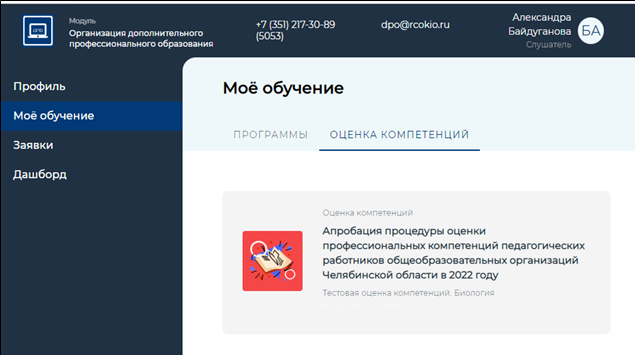 Модуль
Организация дополнительного
профессионального образования
+7 (351) 217-30-89
(5053)
dpo@rcokio.ru
Александра
Байдуганова
Слушатель
БА
Профиль
Моё обучение
Заявки
Дашборд
Моё обучение
ПРОГРАММЫ
ОЦЕНКА КОМПЕТЕНЦИЙ
Оценка компетенций
Апробация процедуры оценки
профессиональных компетенций педагогических
работников общеобразовательных организаций
Челябинской области в 2022 году
Тестовая оценка компетенций. Биология